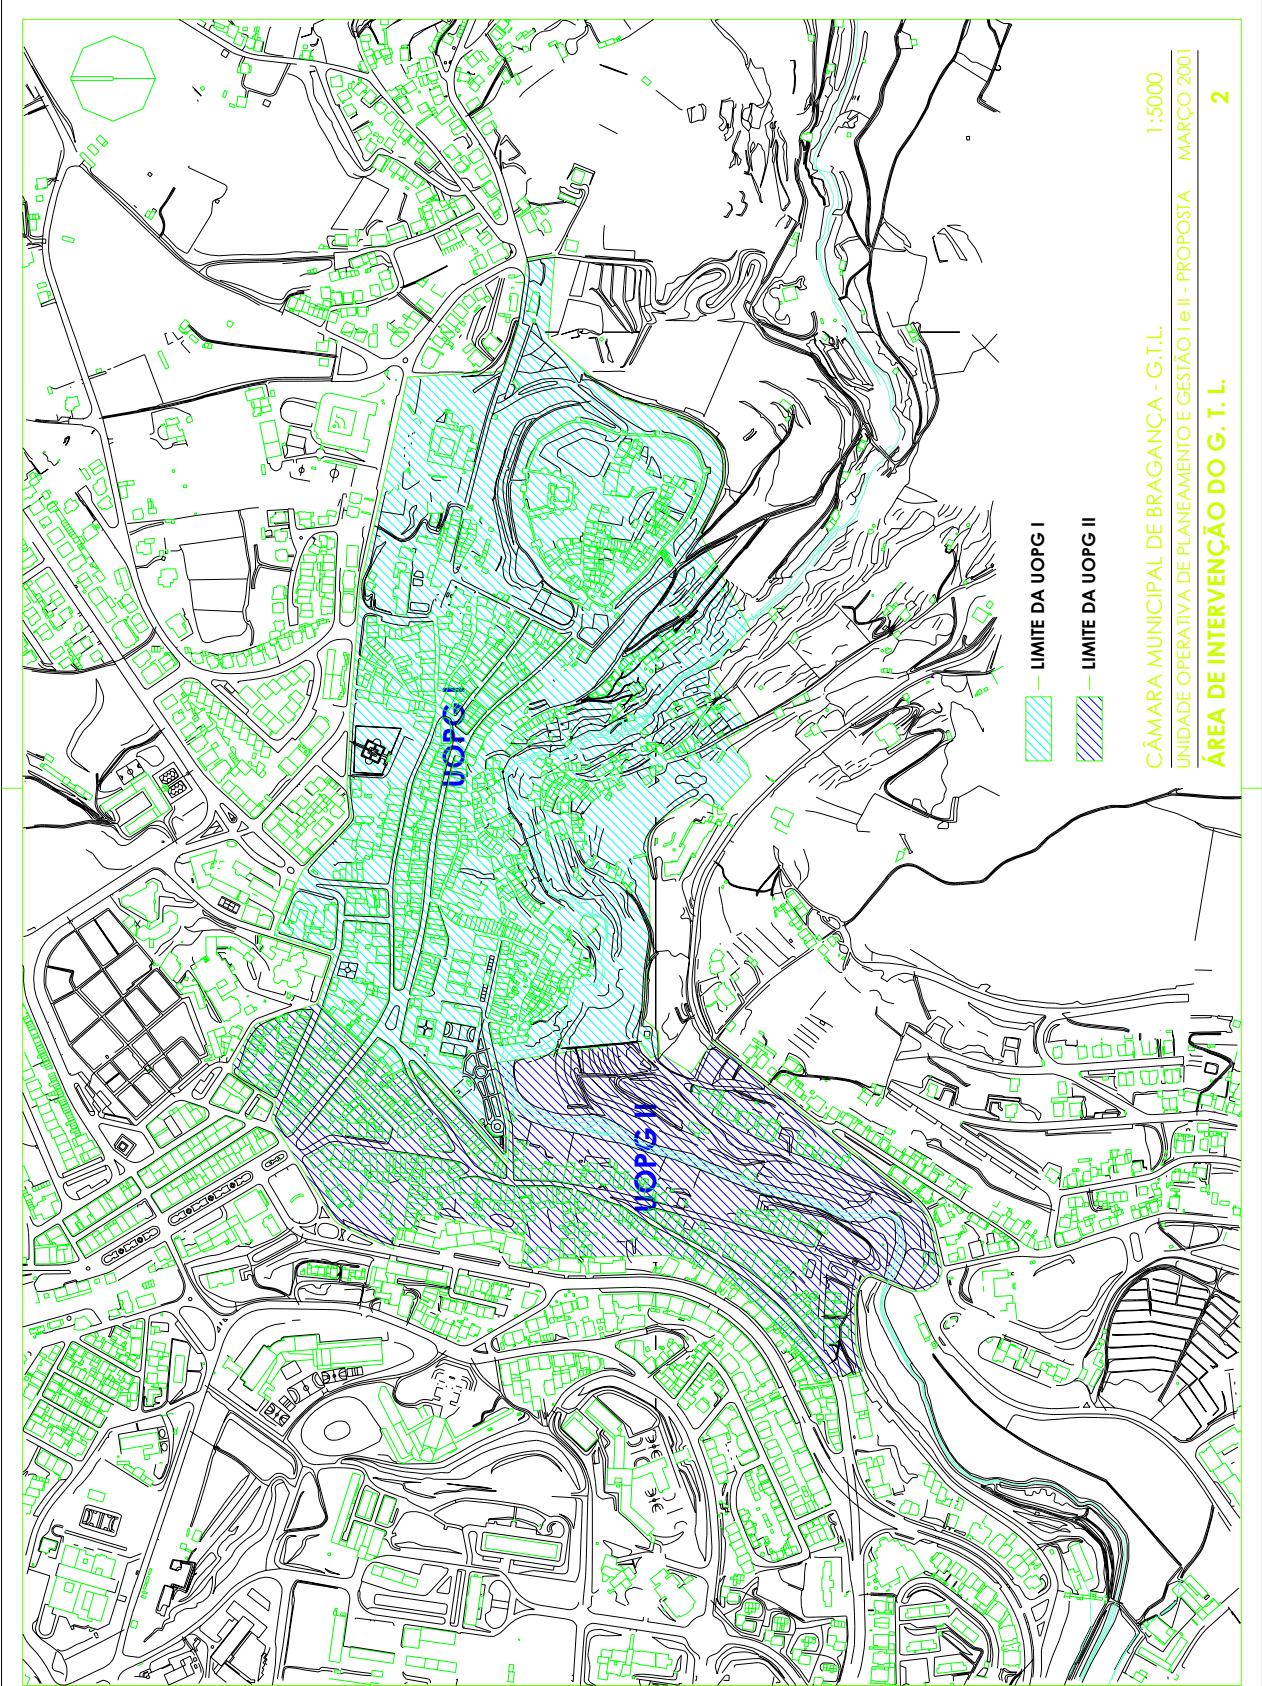 UOPG I
UOPG II
LIMITE DA UOPG I
LIMITE DA UOPG II
CÂMARA MUNICIPAL DE BRAGANÇA - G.T.L. 1:5000
UNIDADE OPERATIVA DE PLANEAMENTO E GESTÃO I e II - PROPOSTA MARÇO 2001
ÁREA DE INTERVENÇÃO DO G. T. L. 2